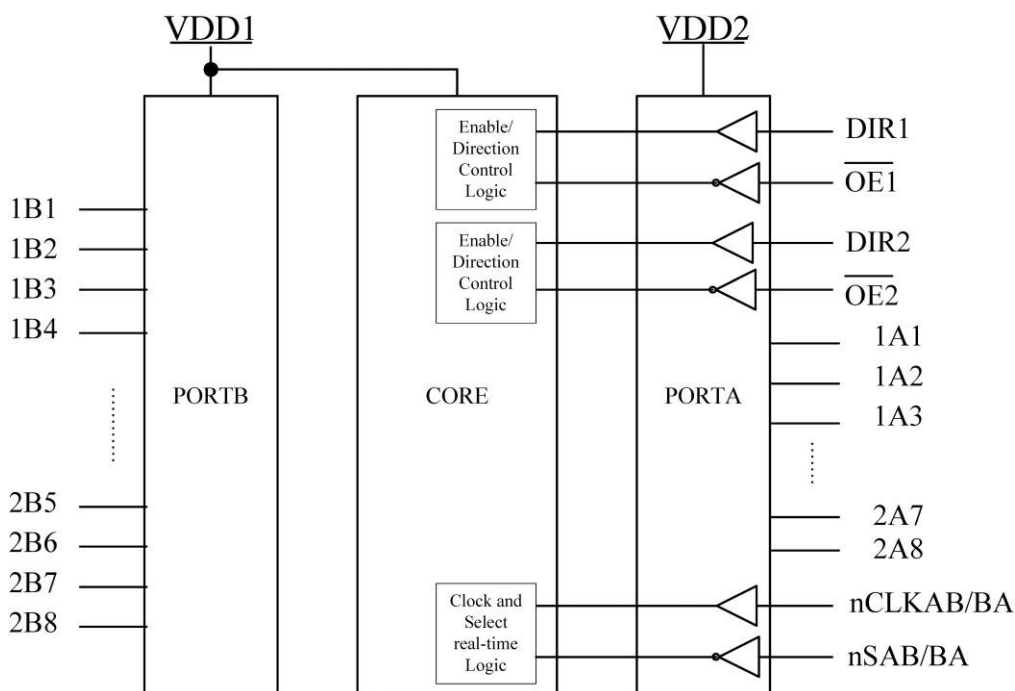 VDD1
VDD2
Enable/
Direction
Control
Logic
DIR1
OE1
Enable/
Direction
Control
Logic
DIR2
OE2
1B1
1B2
1B3
1B4
1A1
1A2
1A3
PORTB
CORE
PORTA
2B5
2B6
2B7
2B8
2A7
2A8
Clock and
Select
real-time
Logic
nCLKAB/BA
nSAB/BA